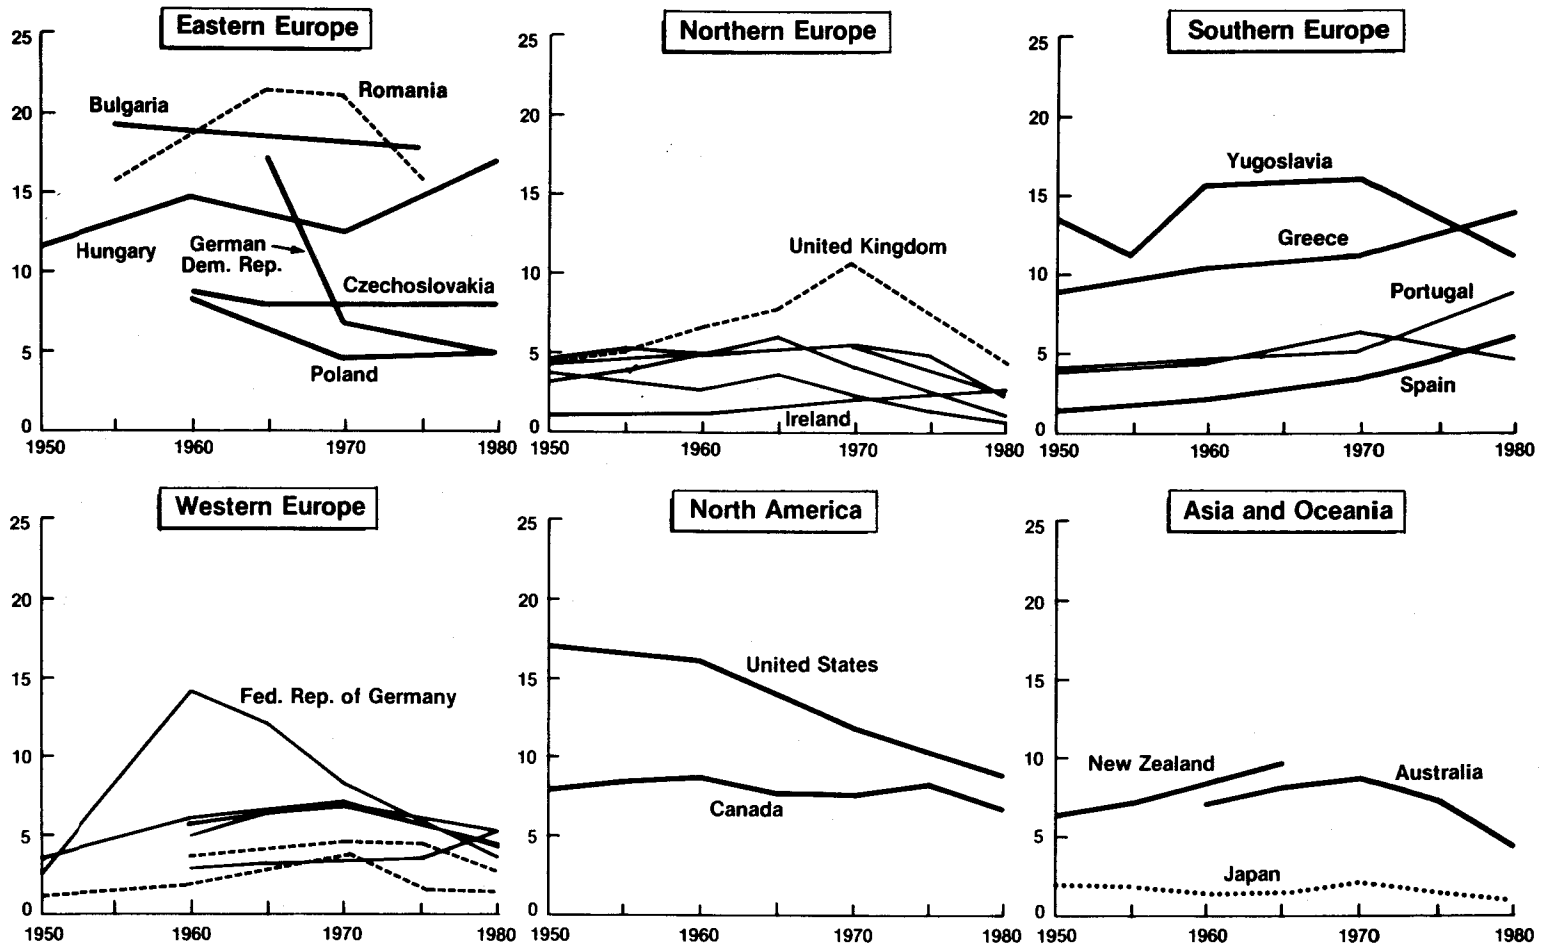 Eastern Europe
25
20
15
10
5
0
1950
1960
1970
1980
Bulgaria
Romania
Hungary
German
Dem. Rep.
Czechoslovakia
Poland
Northern Europe
25
20
15
10
5
0
1950
1960
1970
1980
United Kingdom
Ireland
Southern Europe
25
20
15
10
5
0
1950
1960
1970
1980
Yugoslavia
Greece
Portugal
Spain
Western Europe
25
20
15
10
5
0
1950
1960
1970
1980
Fed. Rep. of Germany
North America
25
20
15
10
5
0
1950
1960
1970
1980
United States
Canada
Asia and Oceania
25
20
15
10
5
0
1950
1960
1970
1980
New Zealand
Australia
Japan